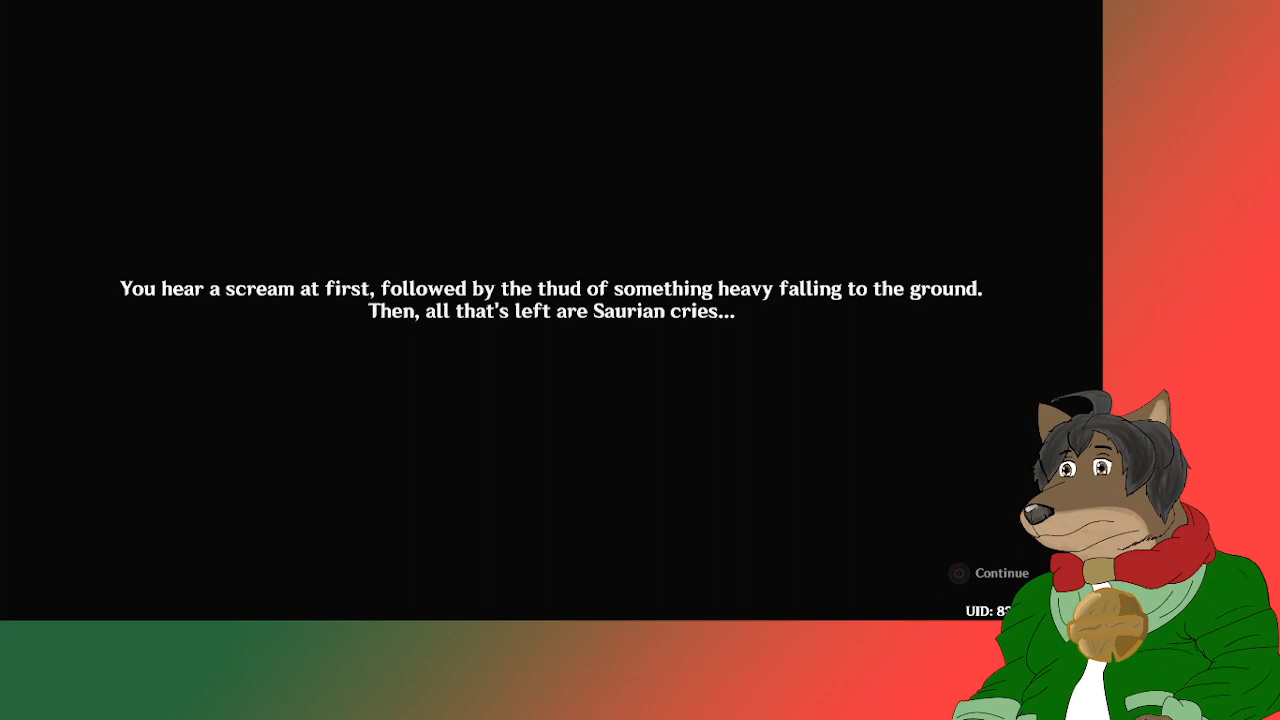 You hear a scream at first, followed by the thud of something heavy falling to the ground.
Then, all that's left are Saurian cries...
Continue
UID: 8